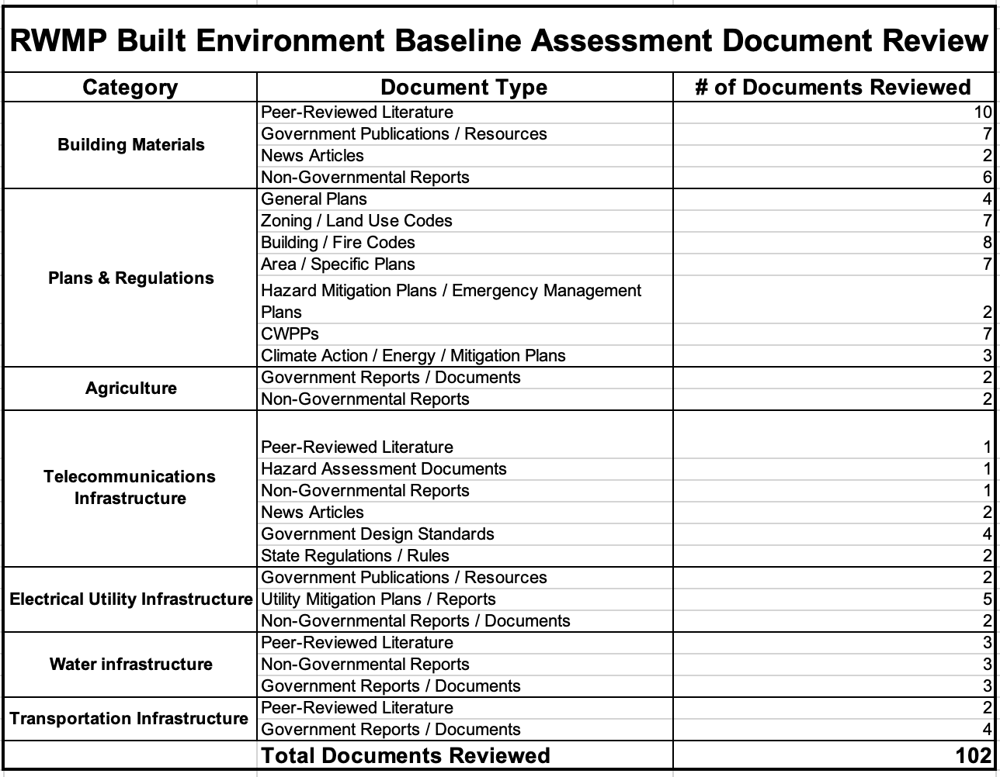 RWMP Built Environment Baseline Assessment Document Review
Category Document Type # of Documents Reviewed
Building Materials
Peer-Reviewed Literature 10
Government Publications / Resources 7
News Articles 2
Non-Governmental Reports 6
Plans & Regulations
General Plans 4
Zoning / Land Use Codes 7
Building / Fire Codes 8
Area / Specific Plans 7
Hazard Mitigation Plans / Emergency Management
Plans 2
CWPPs 7
Climate Action / Energy / Mitigation Plans 3
Agriculture
Government Reports / Documents 2
Non-Governmental Reports 2
Telecommunications
Infrastructure
Peer-Reviewed Literature 1
Hazard Assessment Documents 1
Non-Governmental Reports 1
News Articles 2
Government Design Standards 4
State Regulations / Rules 2
Electrical Utility Infrastructure
Government Publications / Resources 2
Utility Mitigation Plans / Reports 5
Non-Governmental Reports / Documents 2
Water infrastructure
Peer-Reviewed Literature 3
Non-Governmental Reports 3
Government Reports / Documents 3
Transportation Infrastructure
Peer-Reviewed Literature 2
Government Reports / Documents 4
Total Documents Reviewed 102